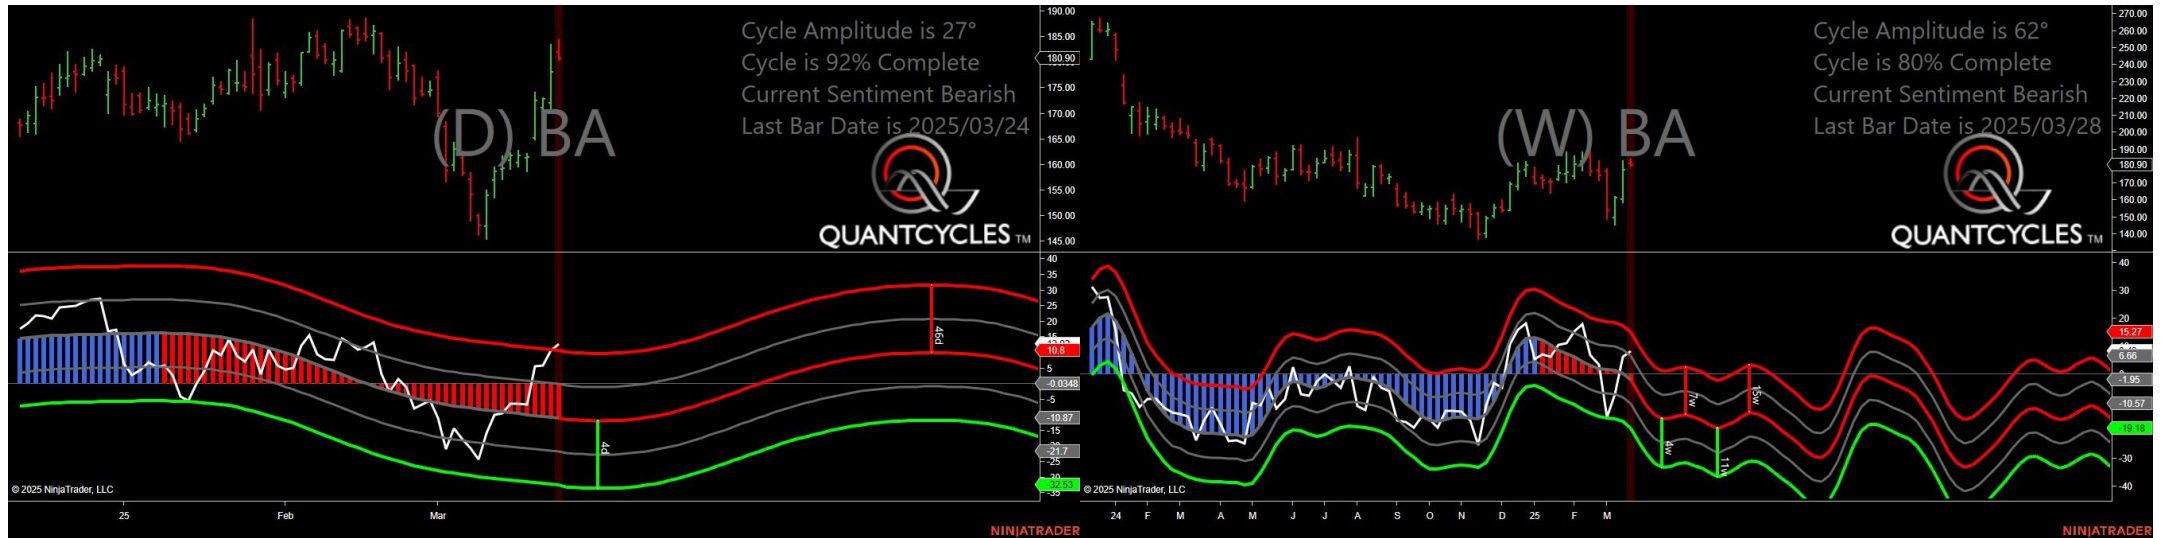 Cycle Amplitude is 27°
Cycle is 92% Complete
Current Sentiment Bearish
Last Bar Date is 2025/03/24
(D) BA
QUANTCYCLES TM
190.00
185.00
180.90
175.00
170.00
165.00
160.00
155.00
150.00
145.00
40
35
30
25
20
15
10.8
5
-0.0348
-5
-10.87
-15
-21.7
-25
-32.53
-35
46d
4d
© 2025 NinjaTrader, LLC
25
Feb
Mar
NINJATRADER
Cycle Amplitude is 62°
Cycle is 80% Complete
Current Sentiment Bearish
Last Bar Date is 2025/03/28
(W) BA
QUANTCYCLES TM
270.00
260.00
250.00
240.00
230.00
220.00
210.00
200.00
190.00
180.90
170.00
160.00
150.00
140.00
40
30
20
15.27
6.66
-1.95
-10.57
-19.18
-30
-40
7w
15w
4w
11w
© 2025 NinjaTrader, LLC
24 F M A M J J A S O N D 25 F M
NINJATRADER